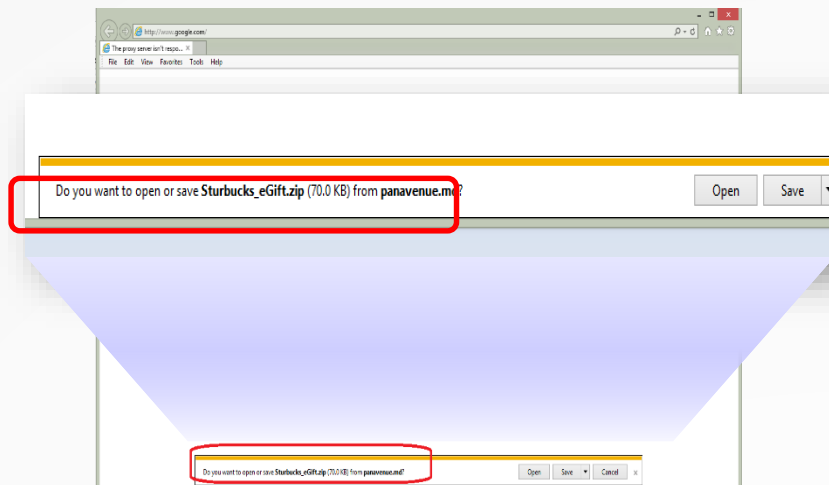 http://www.google.com/
The proxy server isn't respo...
File Edit View Favorites Tools Help
Do you want to open or save Sturbucks_eGift.zip (70.0 KB) from panavenue.md?
Open Save
Do you want to open or save Sturbucks_eGift.zip (70.0 KB) from panavenue.md?
Open Save Cancel x